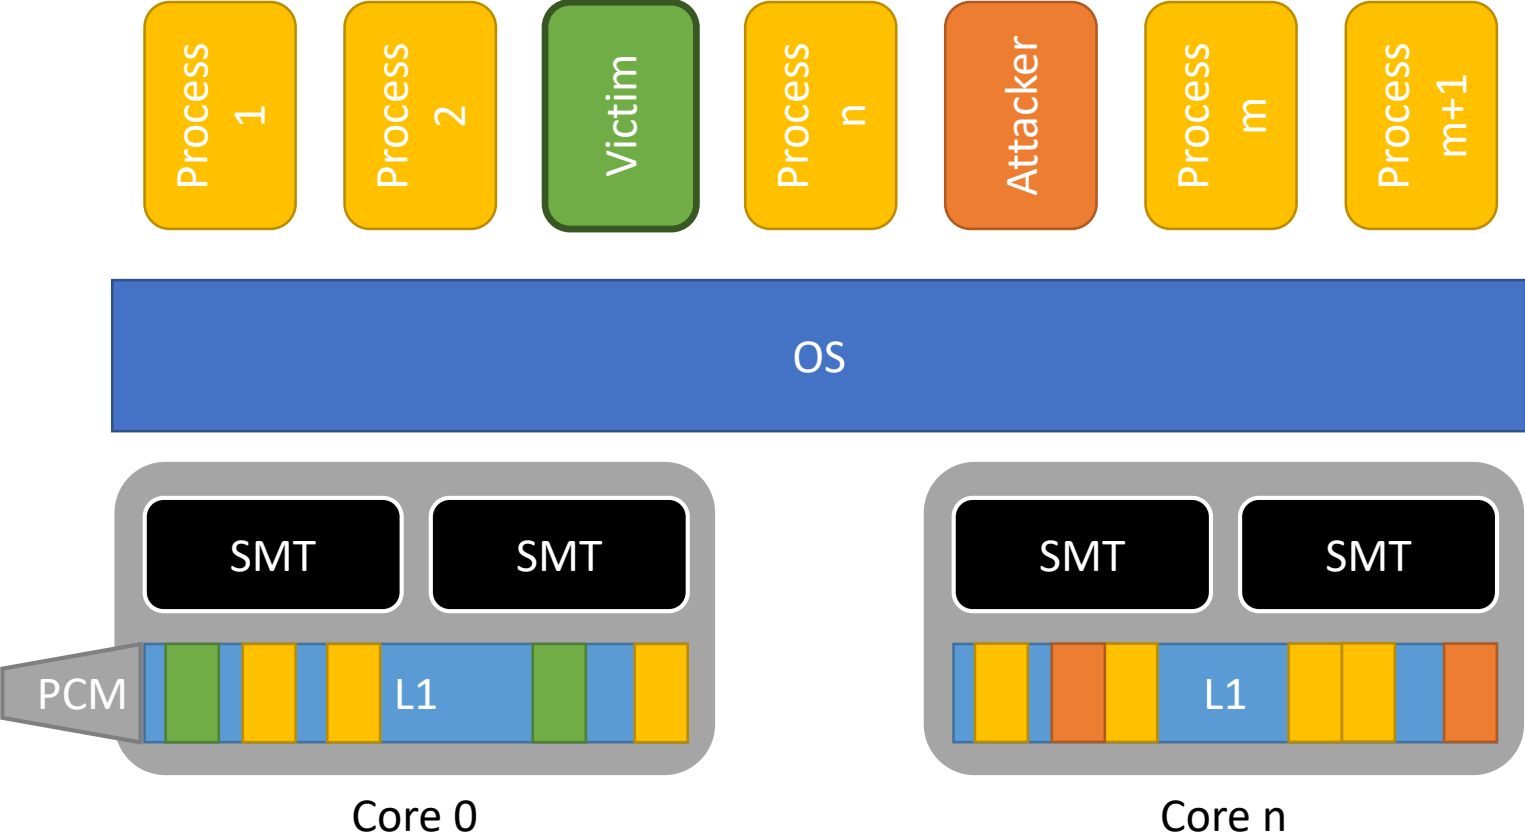 Process
1
Process
2
Victim
Process
n
Attacker
Process
m
Process
m+1
OS
SMT
SMT
SMT
SMT
PCM
L1
L1
Core 0
Core n